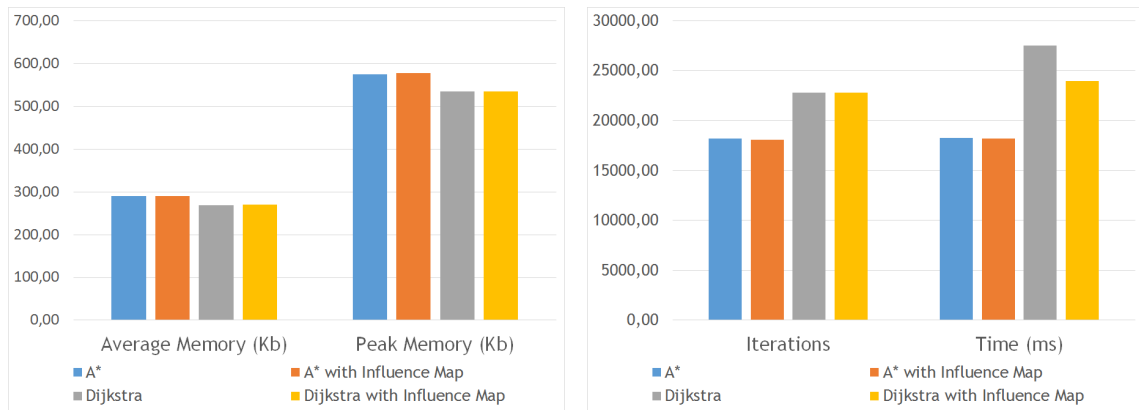 700,00
600,00
500,00
400,00
300,00
200,00
100,00
0,00
Average Memory (Kb)
Peak Memory (Kb)
A*
A* with Influence Map
Dijkstra
Dijkstra with Influence Map
30000,00
25000,00
20000,00
15000,00
10000,00
5000,00
0,00
Iterations
Time (ms)
A*
A* with Influence Map
Dijkstra
Dijkstra with Influence Map